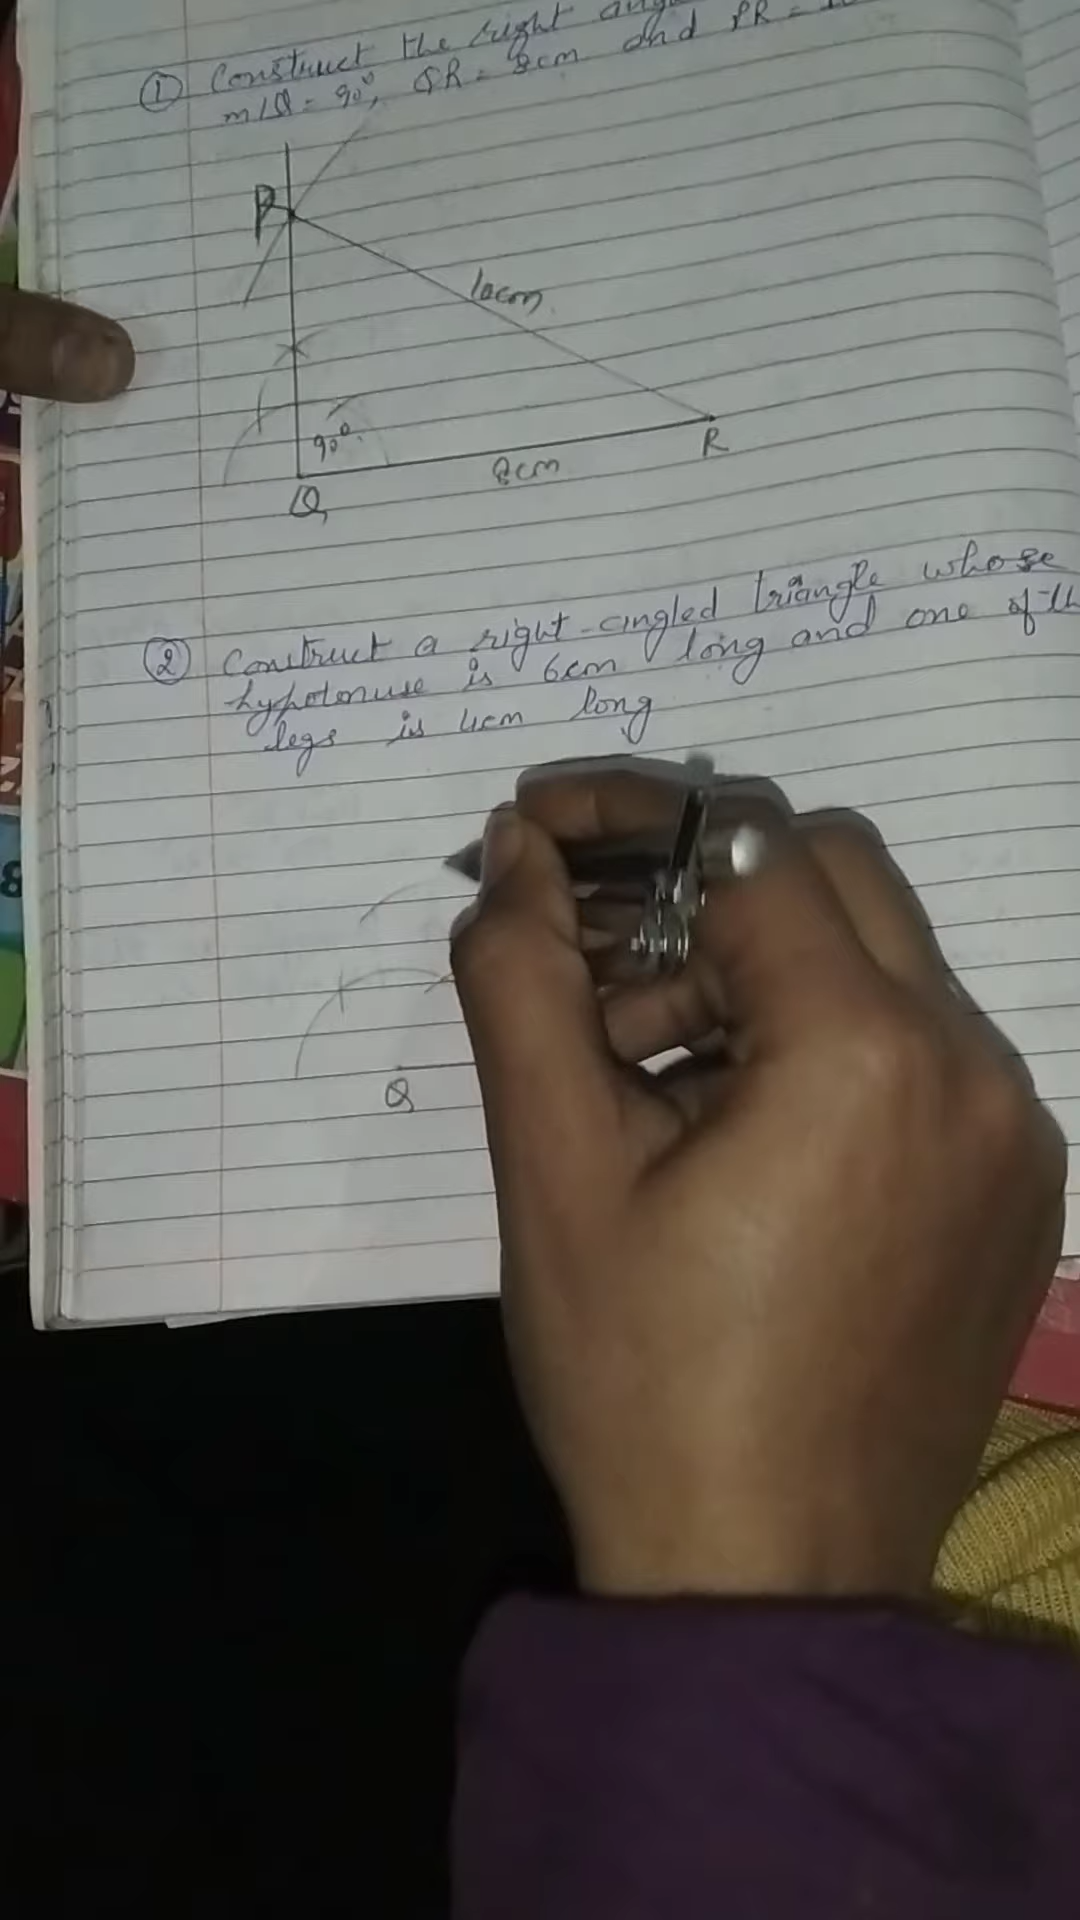 ① Construct the right
m∠Q = 90°, QR = 8cm and PR =
P
10cm
90°
8cm
R
Q
② Construct a right-angled triangle whose
hypotenuse is 6cm long and one of
legs is 4cm long
Q
8